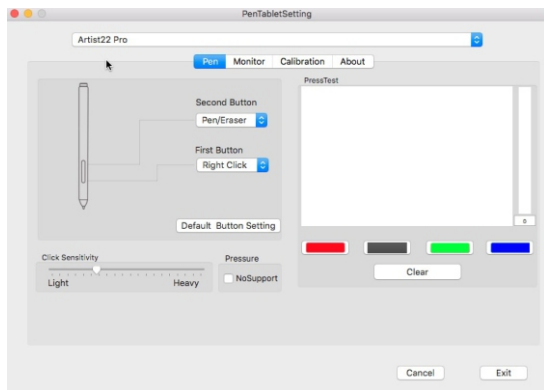 PenTabletSetting
Artist22 Pro
Pen Monitor Calibration About
PressTest
Second Button
Pen/Eraser
First Button
Right Click
Default Button Setting
0
Click Sensitivity
Light Heavy
Pressure
NoSupport
Clear
Cancel Exit